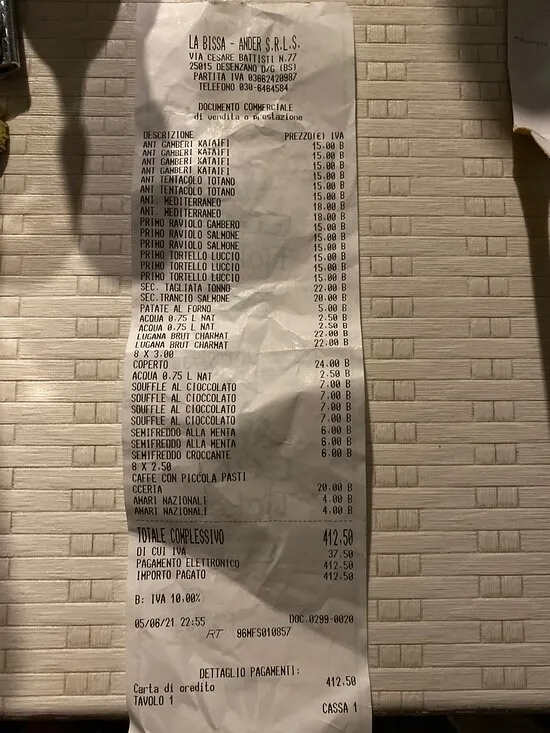 LA BISSA - ANDER S.R.L.S.
VIA CESARE BATTISTI N.77
25015 DESENZANO D/G (BS)
PARTITA IVA 03662420987
TELEFONO 030-6464584
DOCUMENTO COMMERCIALE
di vendita o prestazione
DESCRIZIONE PREZZO(€) IVA
ANT GAMBERI KATAIFI 15.00 B
ANT GAMBERI KATAIFI 15.00 B
ANT GAMBERI KATAIFI 15.00 B
ANT GAMBERI KATAIFI 15.00 B
ANT TENTACOLO TOTANO 15.00 B
ANT TENTACOLO TOTANO 15.00 B
ANT. MEDITERRANEO 18.00 B
ANT. MEDITERRANEO 18.00 B
PRIMO RAVIOLO GAMBERO 15.00 B
PRIMO RAVIOLO SALMONE 15.00 B
PRIMO RAVIOLO SALMONE 15.00 B
PRIMO TORTELLO LUCCIO 15.00 B
PRIMO TORTELLO LUCCIO 15.00 B
PRIMO TORTELLO LUCCIO 15.00 B
SEC. TAGLIATA TONNO 22.00 B
SEC.TRANCIO SALMONE 20.00 B
PATATE AL FORNO 5.00 B
ACQUA 0.75 L NAT 2.50 B
ACQUA 0.75 L NAT 2.50 B
LUGANA BRUT CHARMAT 22.00 B
LUGANA BRUT CHARMAT 22.00 B
8 X 3.00
COPERTO 24.00 B
ACQUA 0.75 L NAT 2.50 B
SOUFFLE AL CIOCCOLATO 7.00 B
SOUFFLE AL CIOCCOLATO 7.00 B
SOUFFLE AL CIOCCOLATO 7.00 B
SOUFFLE AL CIOCCOLATO 7.00 B
SEMIFREDDO ALLA MENTA 6.00 B
SEMIFREDDO ALLA MENTA 6.00 B
SEMIFREDDO CROCCANTE 6.00 B
8 X 2.50
CAFFE CON PICCOLA PASTI
CCERIA 20.00 B
AMARI NAZIONALI 4.00 B
AMARI NAZIONALI 4.00 B
TOTALE COMPLESSIVO 412,50
DI CUI IVA 37.50
PAGAMENTO ELETTRONICO 412.50
IMPORTO PAGATO 412.50
B: IVA 10.00%
05/06/21 22:55 DOC.0299-0020
RT 96MFS010857
DETTAGLIO PAGAMENTI:
Carta di credito 412.50
TAVOLO 1
CASSA 1